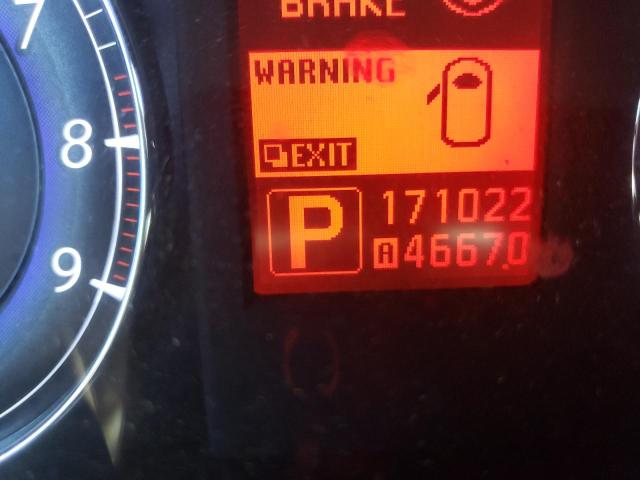 7
BRAKE
WARNING
8
EXIT
P
171022
9
A 4667.0